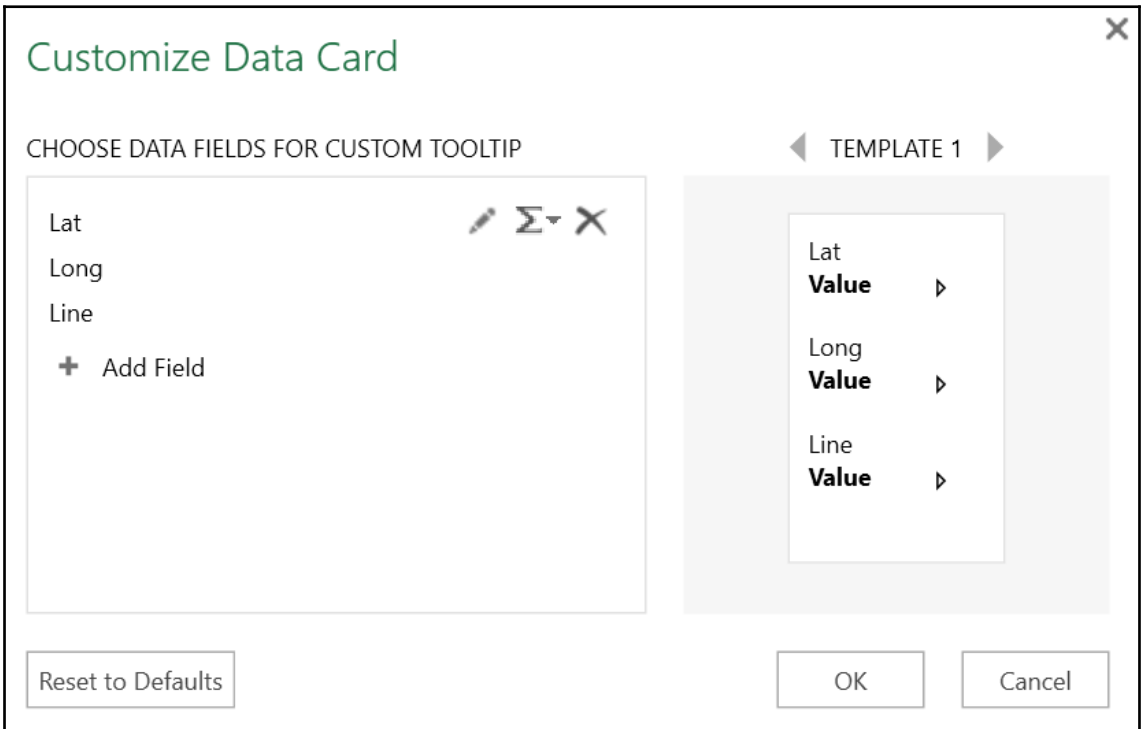 Customize Data Card
CHOOSE DATA FIELDS FOR CUSTOM TOOLTIP
TEMPLATE 1
Lat
Long
Line
Add Field
Lat
Value
Long
Value
Line
Value
Reset to Defaults
OK
Cancel